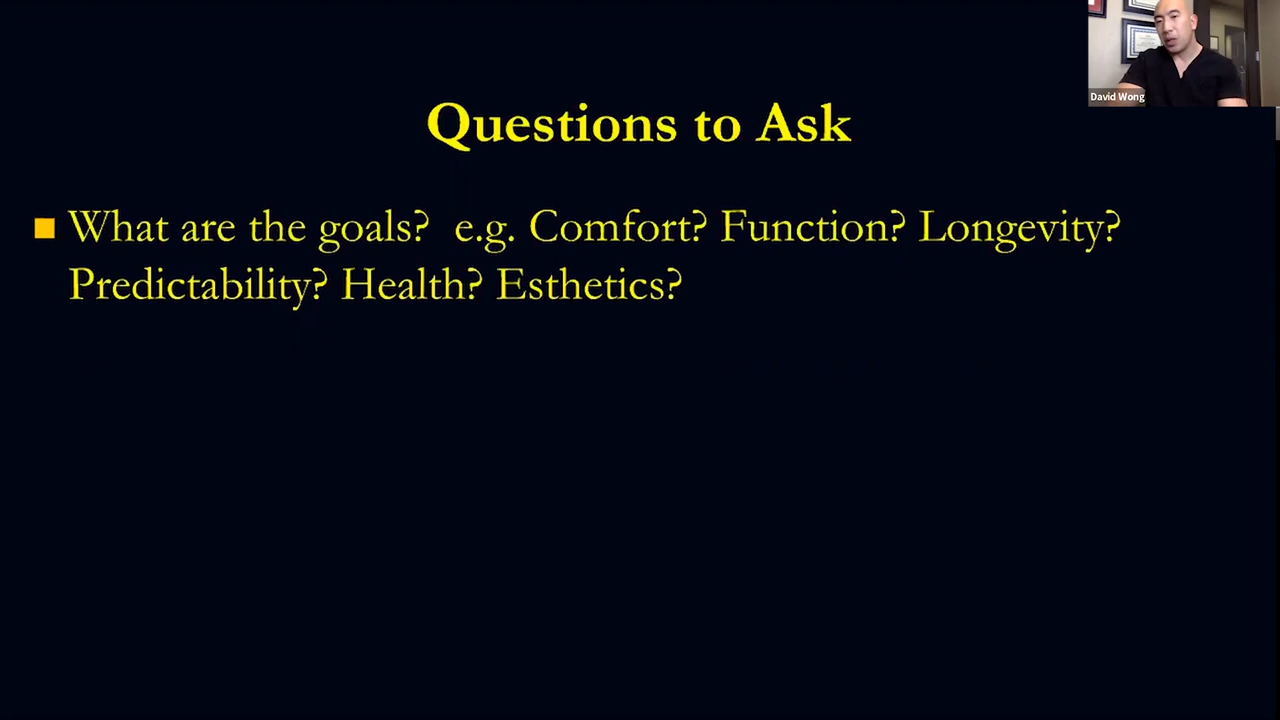 David Wong
Questions to Ask
What are the goals?  e.g. Comfort? Function? Longevity?
Predictability? Health? Esthetics?